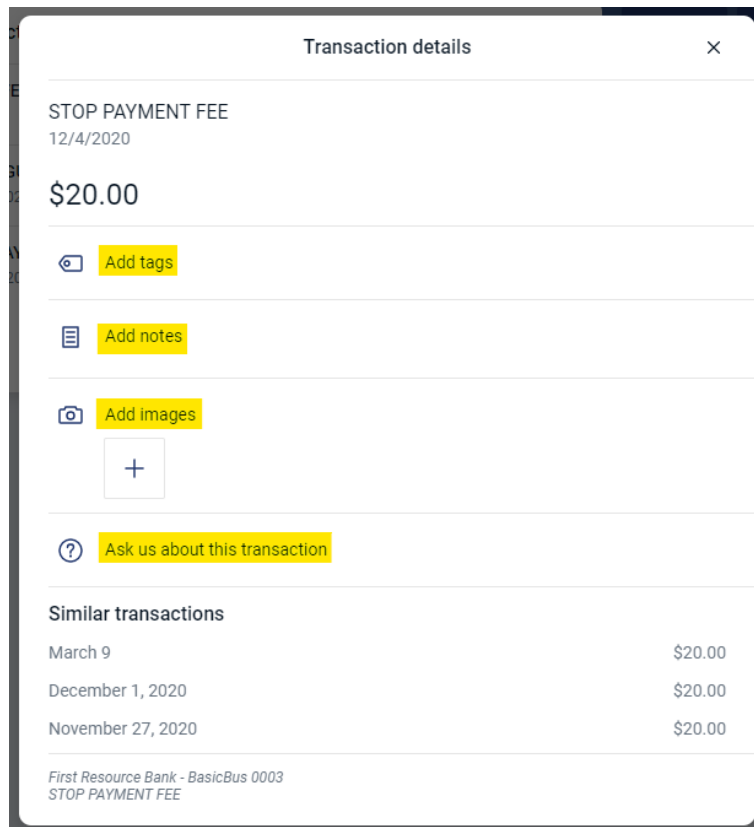 Transaction details
STOP PAYMENT FEE
12/4/2020
$20.00
Add tags
Add notes
Add images
Ask us about this transaction
Similar transactions
March 9 $20.00
December 1, 2020 $20.00
November 27, 2020 $20.00
First Resource Bank - BasicBus 0003
STOP PAYMENT FEE